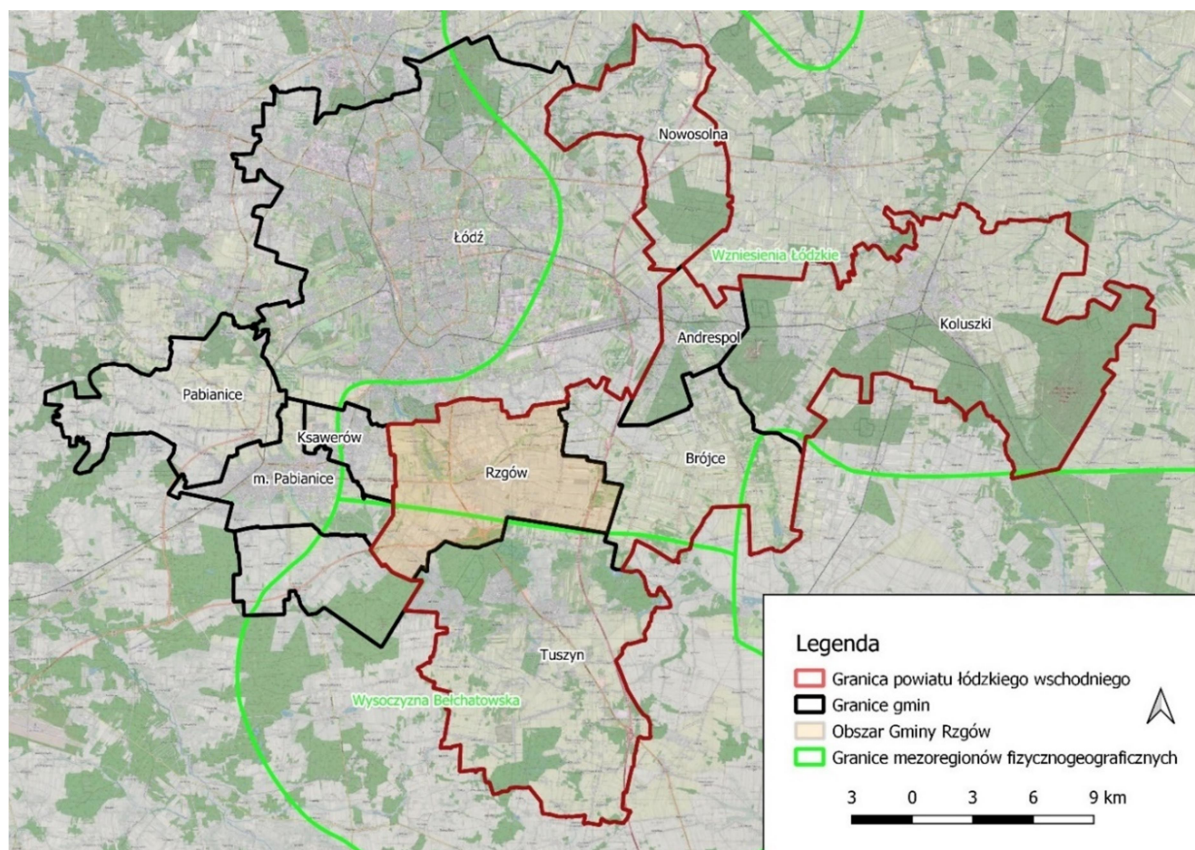 Nowosolna
Łódź
Wzniesienia Łódzkie
Andrespol
Koluszki
Pabianice
Ksawerów
Brójce
Rzgów
m. Pabianice
Tuszyn
Wysoczyzna Bełchatowska
Legenda
Granica powiatu łódzkiego wschodniego
Granice gmin
Obszar Gminy Rzgów
Granice mezoregionów fizycznogeograficznych
3 0 3 6 9 km